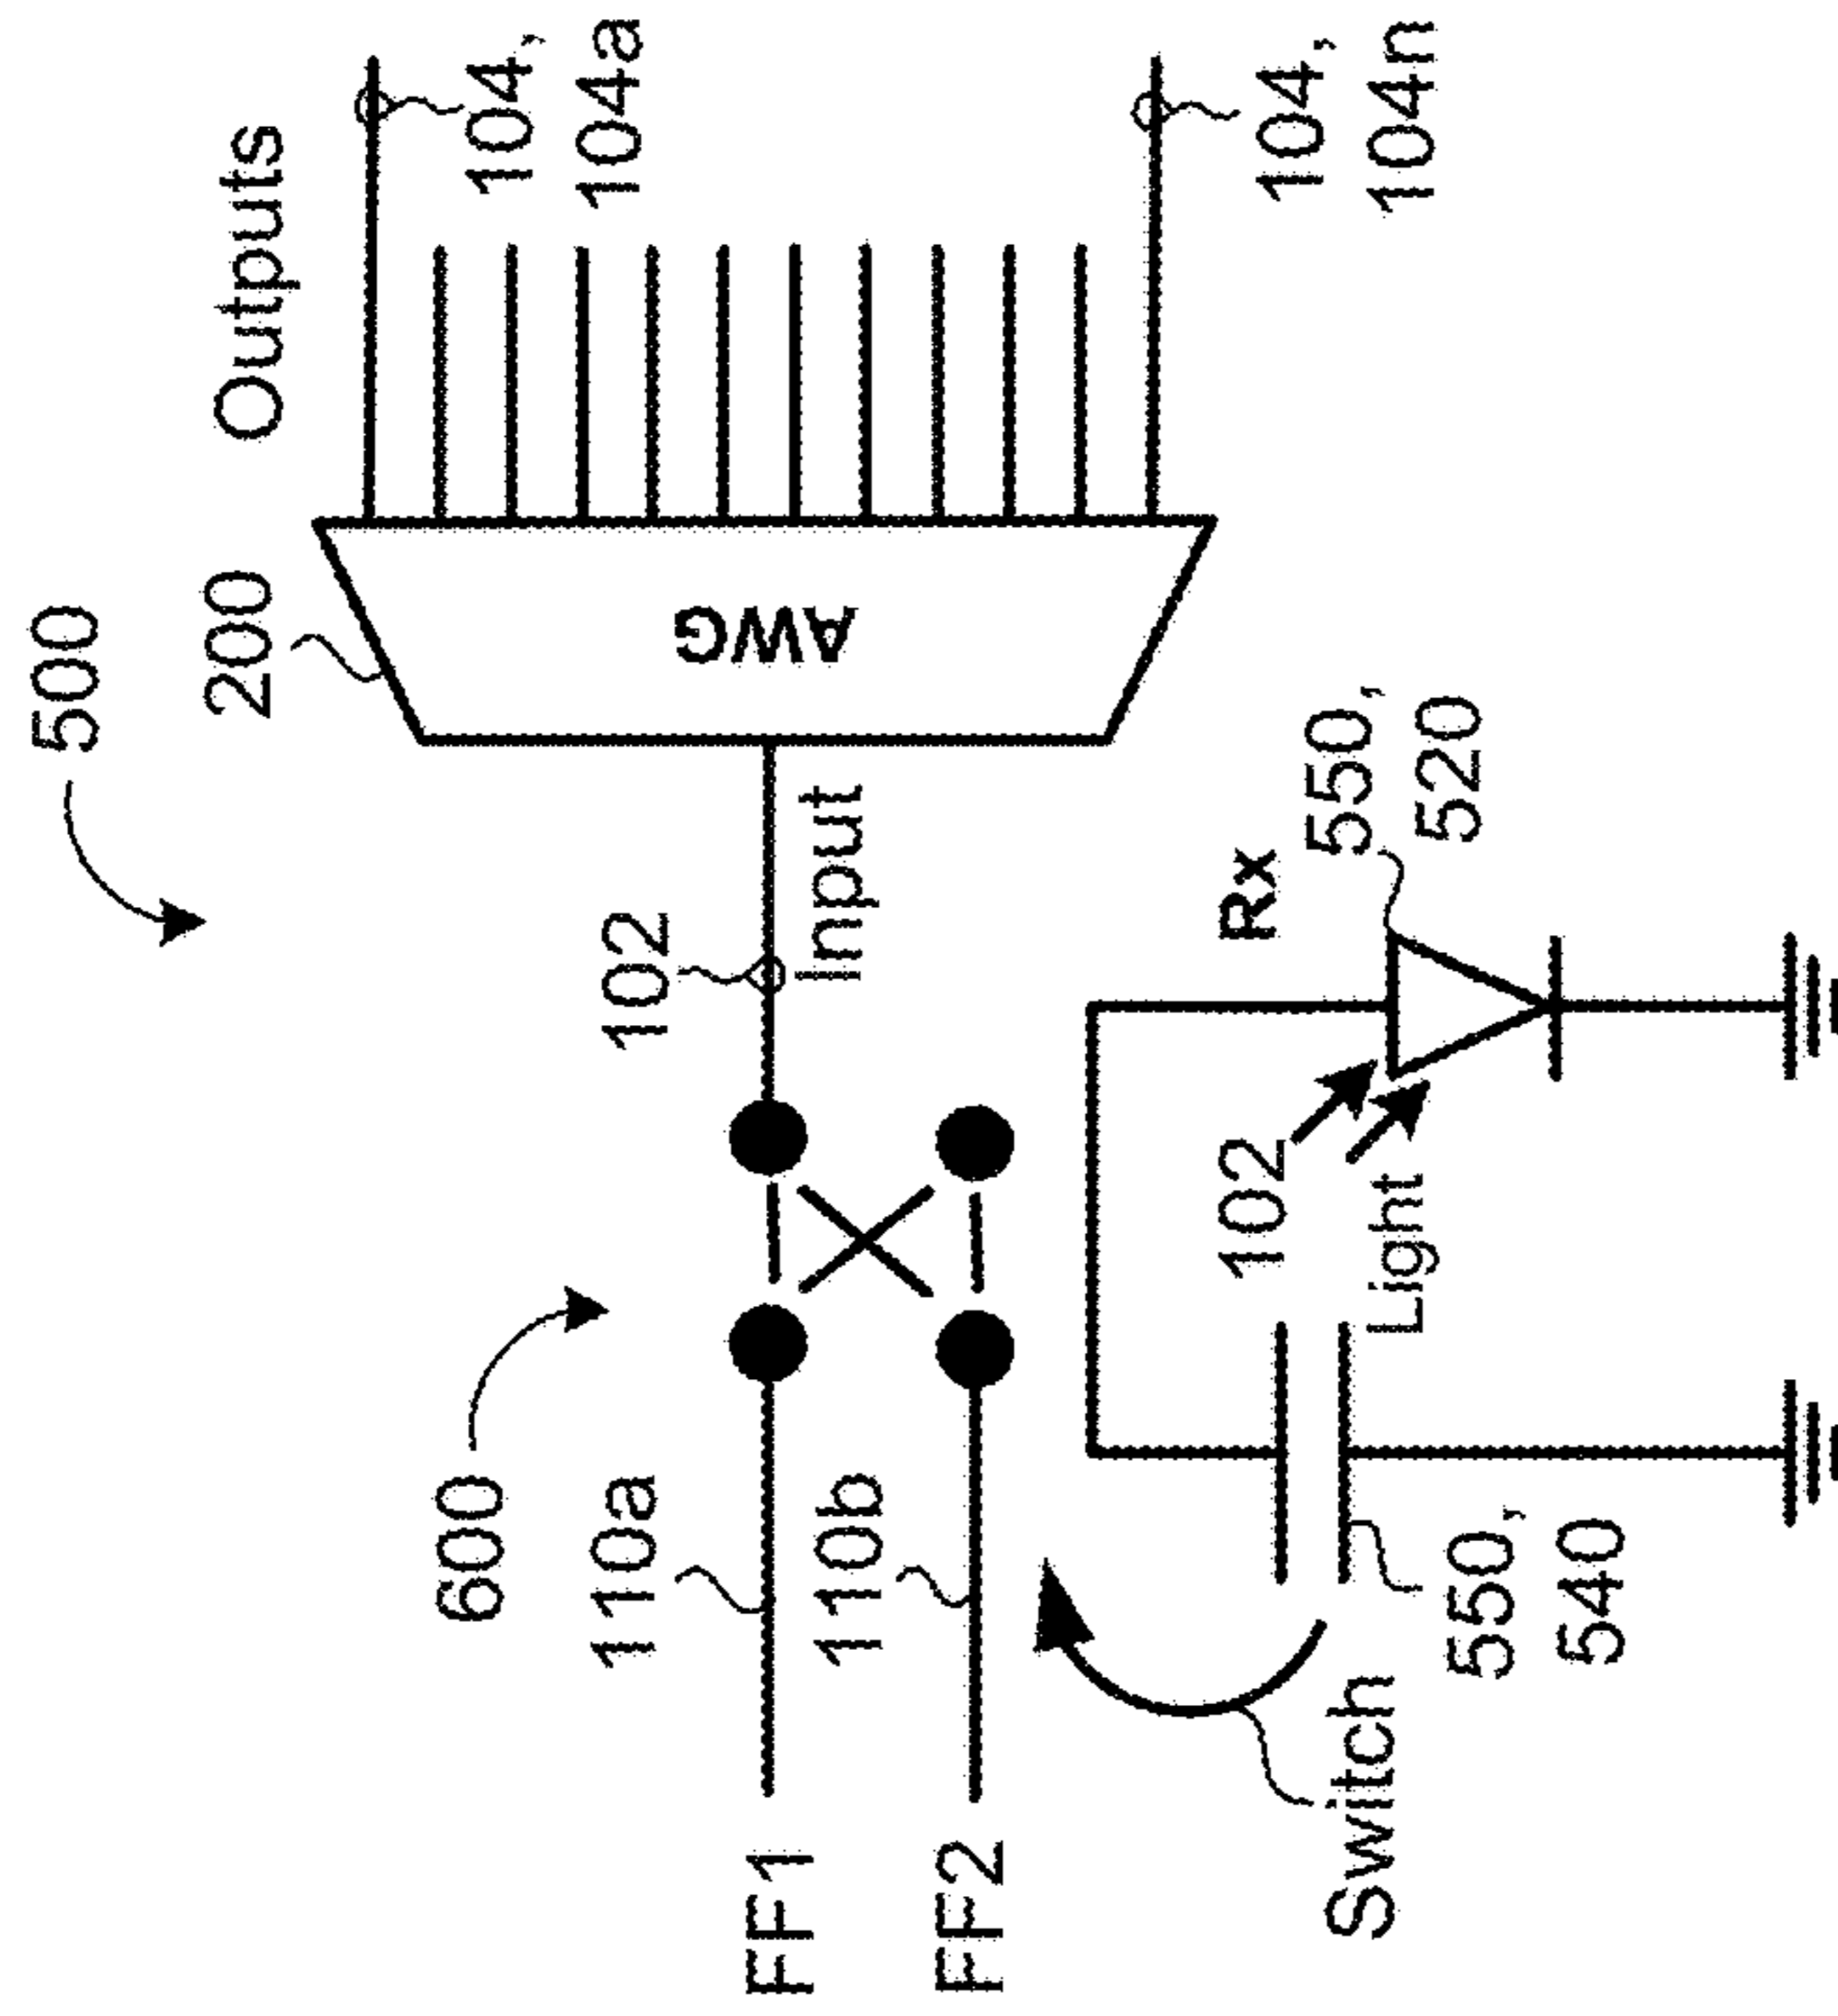 500
200
Outputs
104,
104a
104,
104n
AWG
102
Input
600
110a
110b
FF1
FF2
Switch
550,
540
102
Light
Rx
550,
520